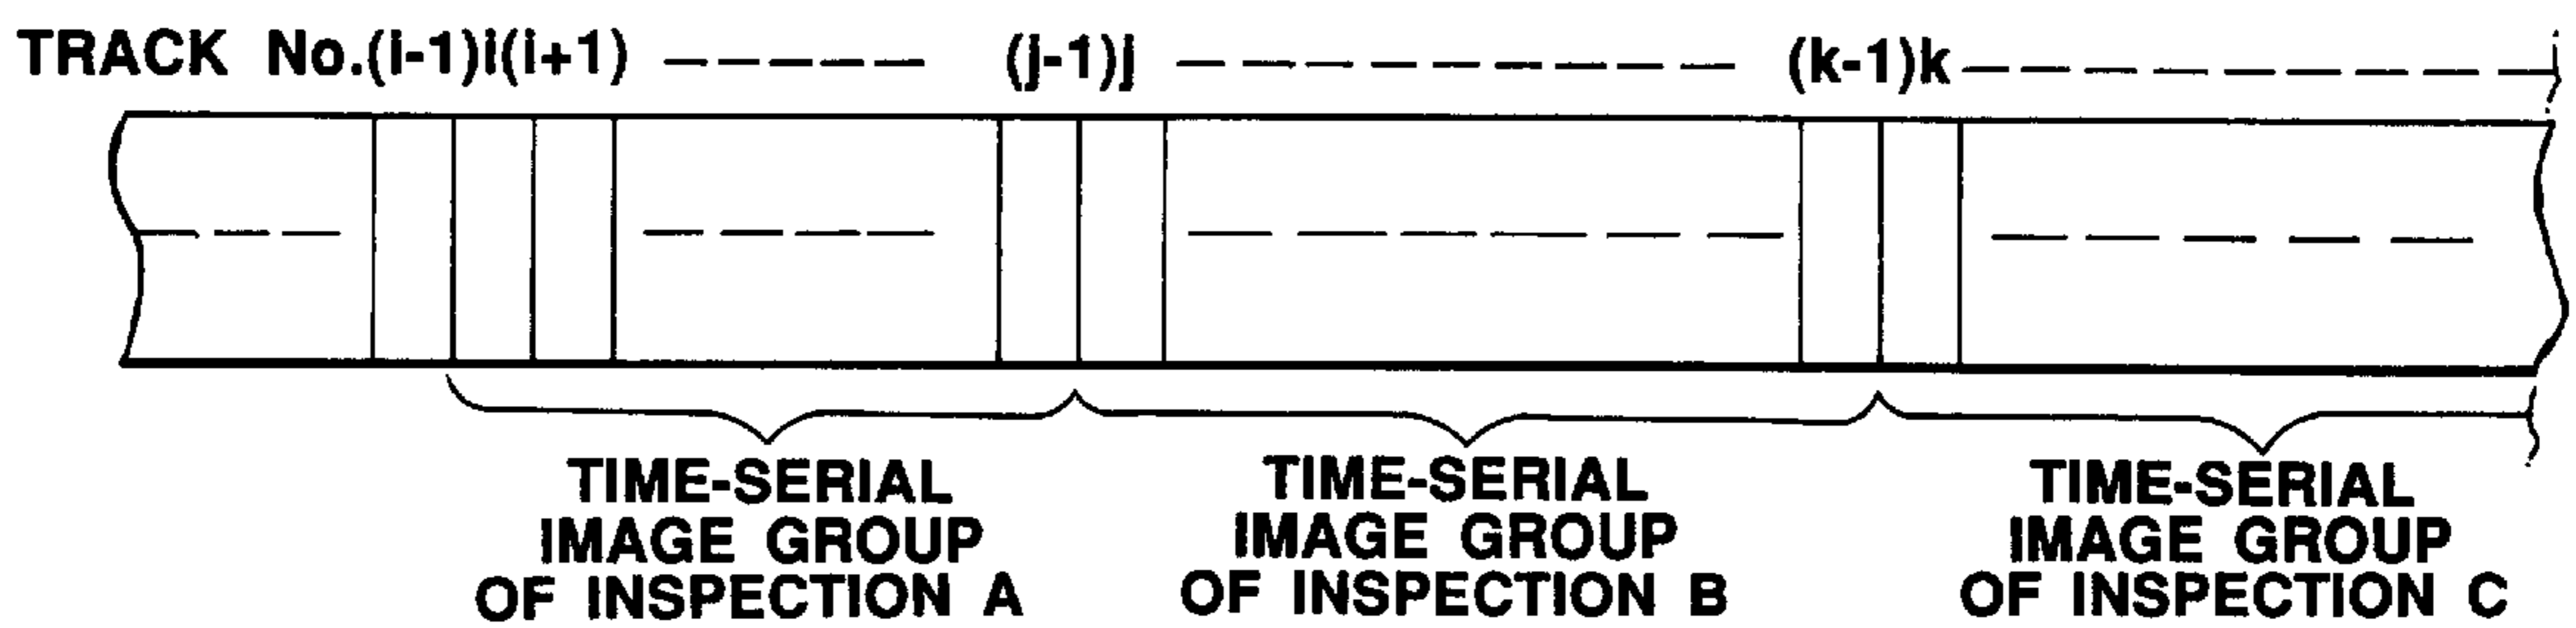 TRACK No.(i-1)i(i+1) ----- (j-1)j --------- (k-1)k ---------
TIME-SERIAL
IMAGE GROUP
OF INSPECTION A
TIME-SERIAL
IMAGE GROUP
OF INSPECTION B
TIME-SERIAL
IMAGE GROUP
OF INSPECTION C